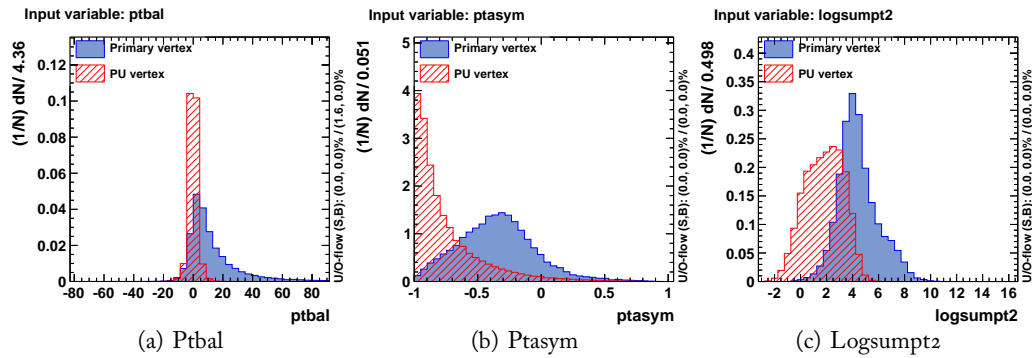 Input variable: ptbal
(1/N) dN/ 4.36
0.12
0.1
0.08
0.06
0.04
0.02
0
Primary vertex
PU vertex
U/O-flow (S,B): (0.0, 0.0)% / (1.6, 0.0)%
-80 -60 -40 -20 0 20 40 60 80
ptbal
(a) Ptbal
Input variable: ptasym
(1/N) dN/ 0.051
5
4
3
2
1
0
Primary vertex
PU vertex
U/O-flow (S,B): (0.0, 0.0)% / (0.0, 0.0)%
-1 -0.5 0 0.5 1
ptasym
(b) Ptasym
Input variable: logsumpt2
(1/N) dN/ 0.498
0.4
0.35
0.3
0.25
0.2
0.15
0.1
0.05
0
Primary vertex
PU vertex
U/O-flow (S,B): (0.0, 0.0)% / (0.0, 0.0)%
-2 0 2 4 6 8 10 12 14 16
logsumpt2
(c) Logsumpt2